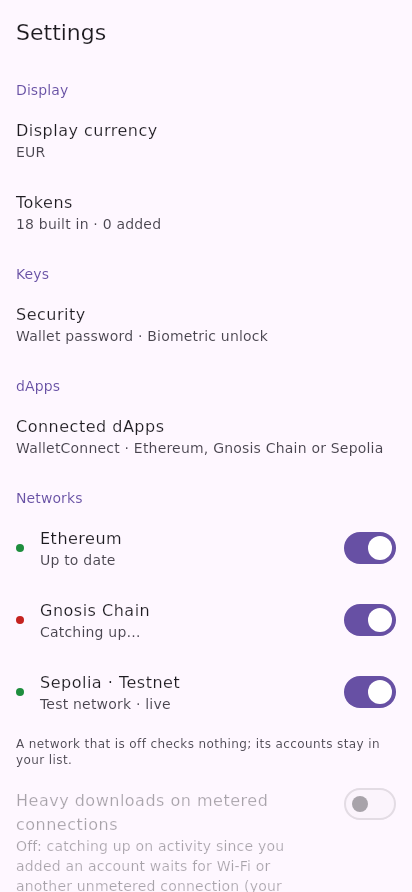 Settings
Display
Display currency
EUR
Tokens
18 built in · 0 added
Keys
Security
Wallet password · Biometric unlock
dApps
Connected dApps
WalletConnect · Ethereum, Gnosis Chain or Sepolia
Networks
Ethereum
Up to date
Gnosis Chain
Catching up…
Sepolia · Testnet
Test network · live
A network that is off checks nothing; its accounts stay in
your list.
Heavy downloads on metered
connections
Off: catching up on activity since you
added an account waits for Wi-Fi or
another unmetered connection (your